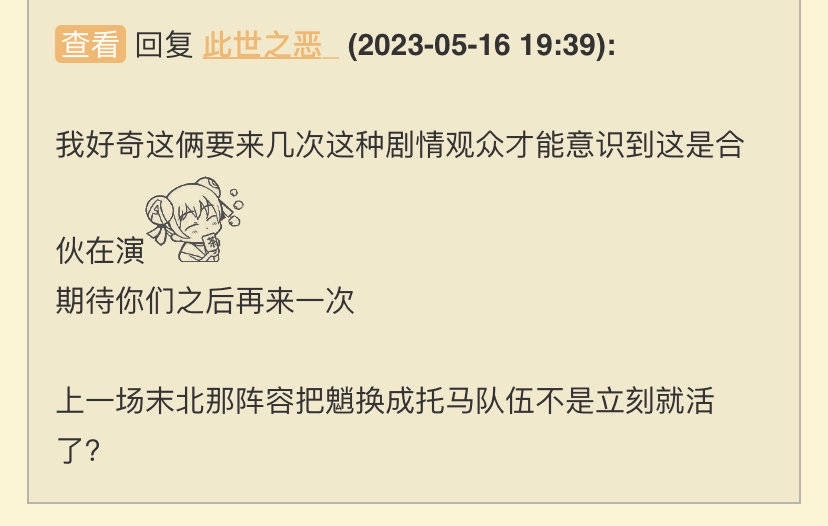 查看 回复 此世之恶 (2023-05-16 19:39):
我好奇这俩要来几次这种剧情观众才能意识到这是合
伙在演
期待你们之后再来一次
上一场末北那阵容把魈换成托马队伍不是立刻就活
了?